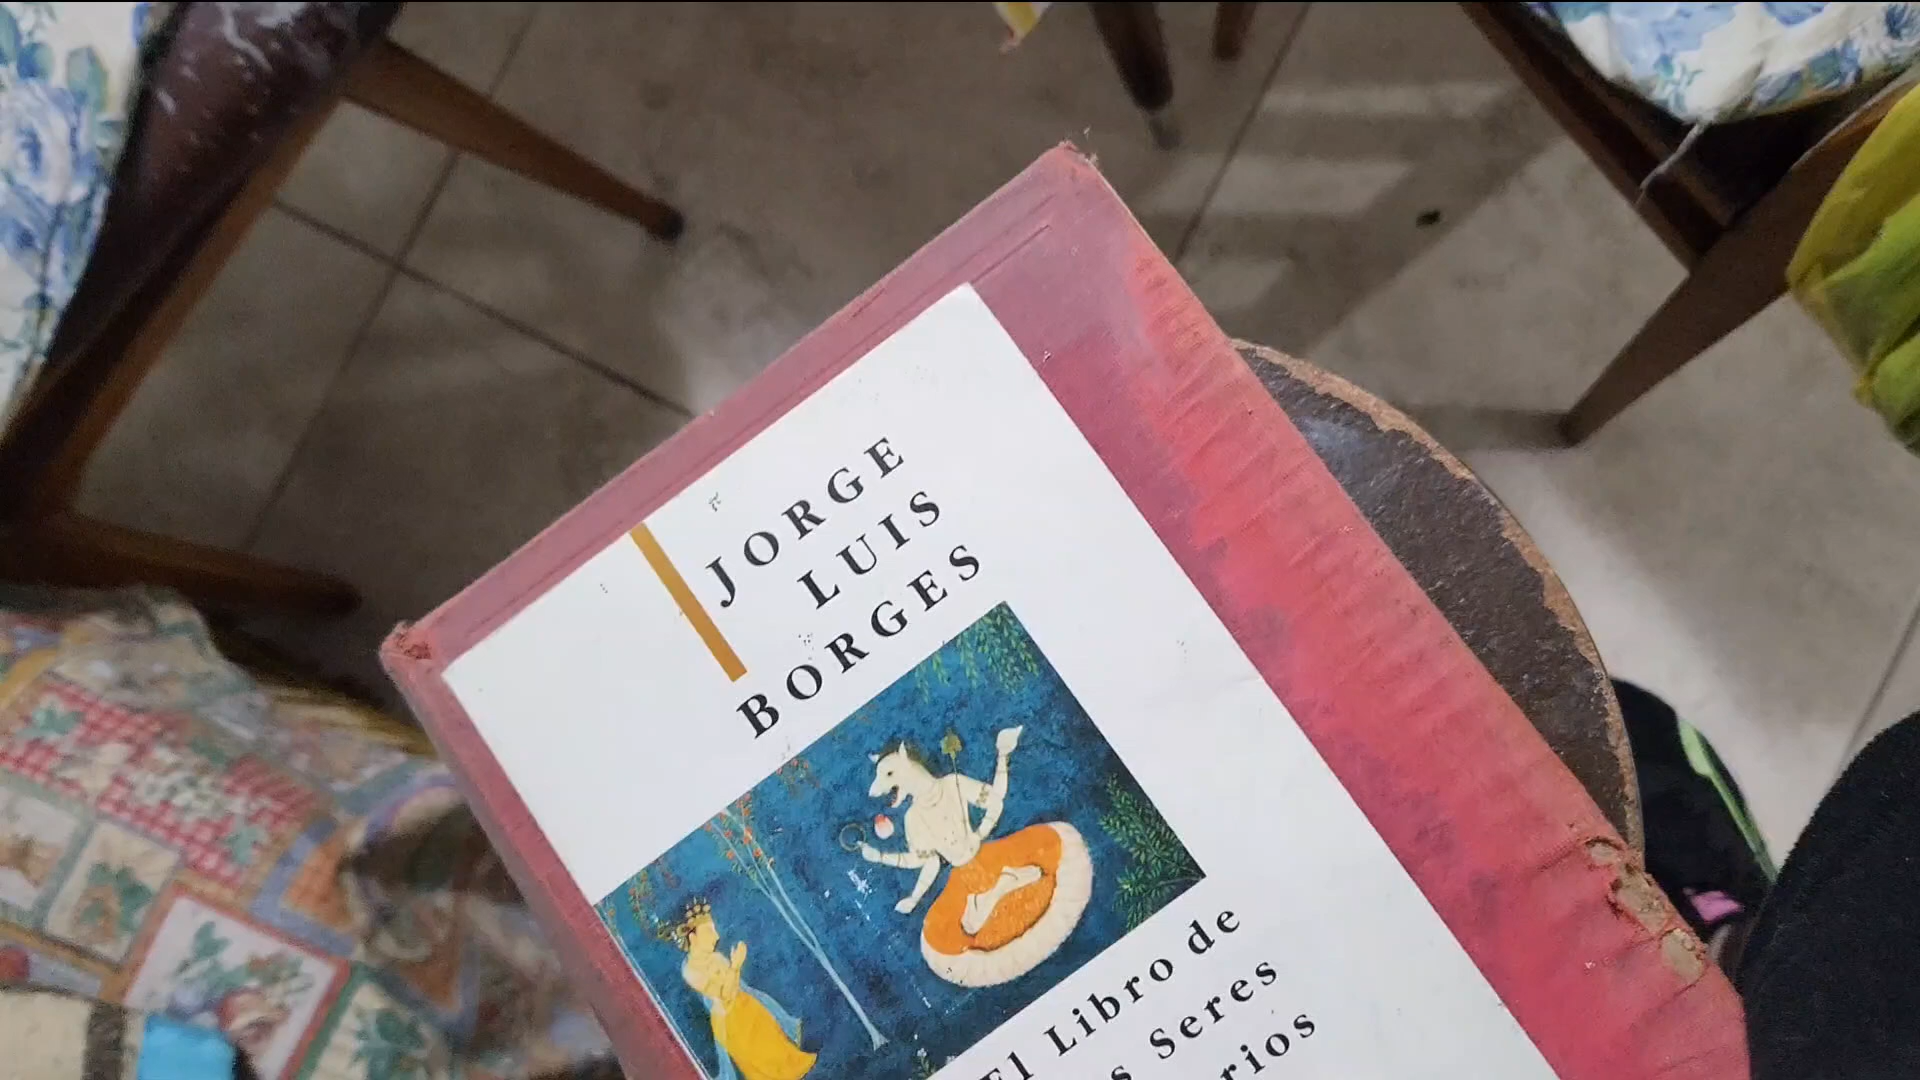 JORGE
LUIS
BORGES
El Libro de
s Seres
rios